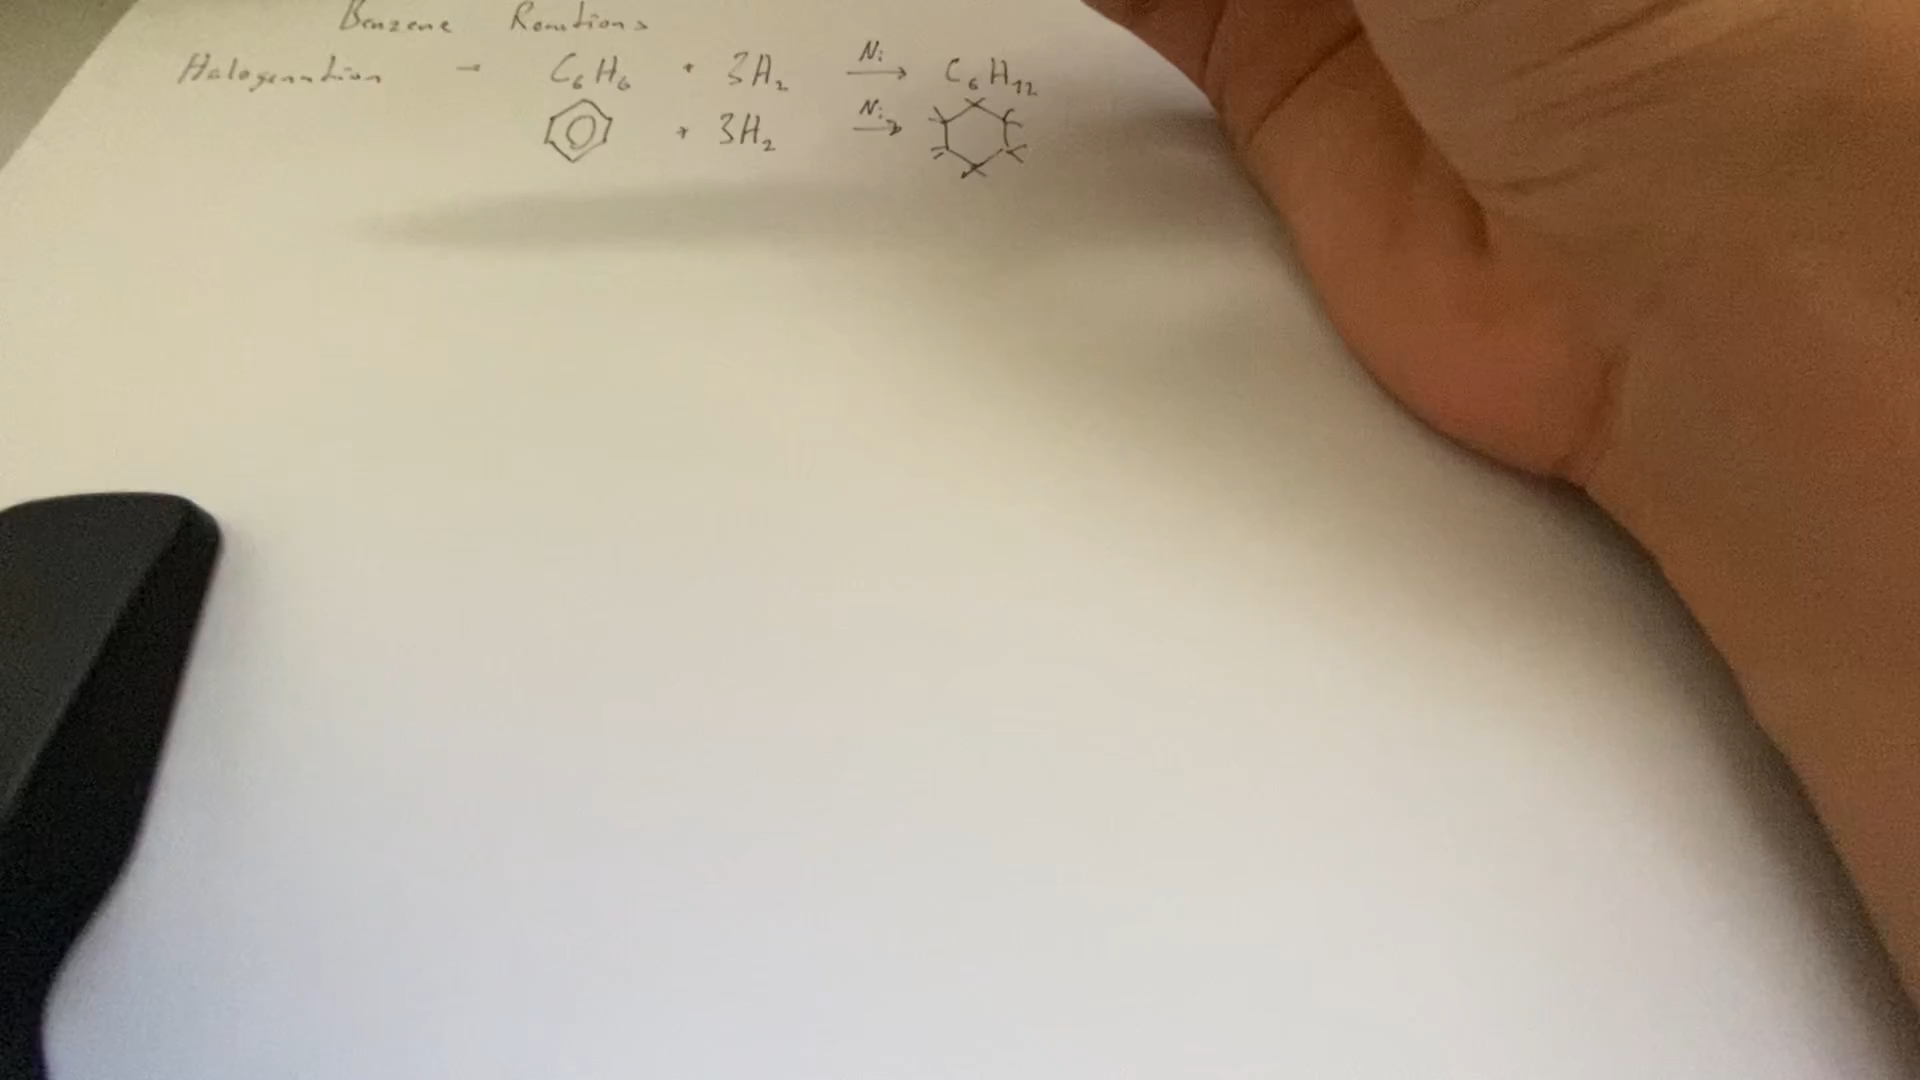 Benzene Reactions
Halogenation - C₆H₆ + 3H₂ Ni → C₆H₁₂
+ 3H₂ Ni →